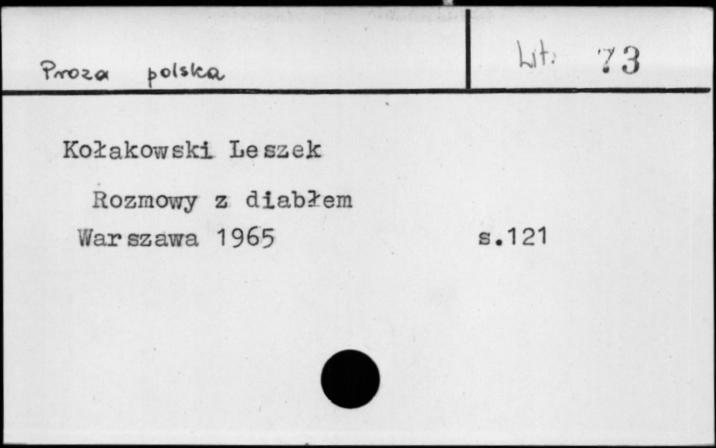 Proza polska
Lit. 73
Kołakowski Leszek
Rozmowy z diabłem
Warszawa 1965 s.121